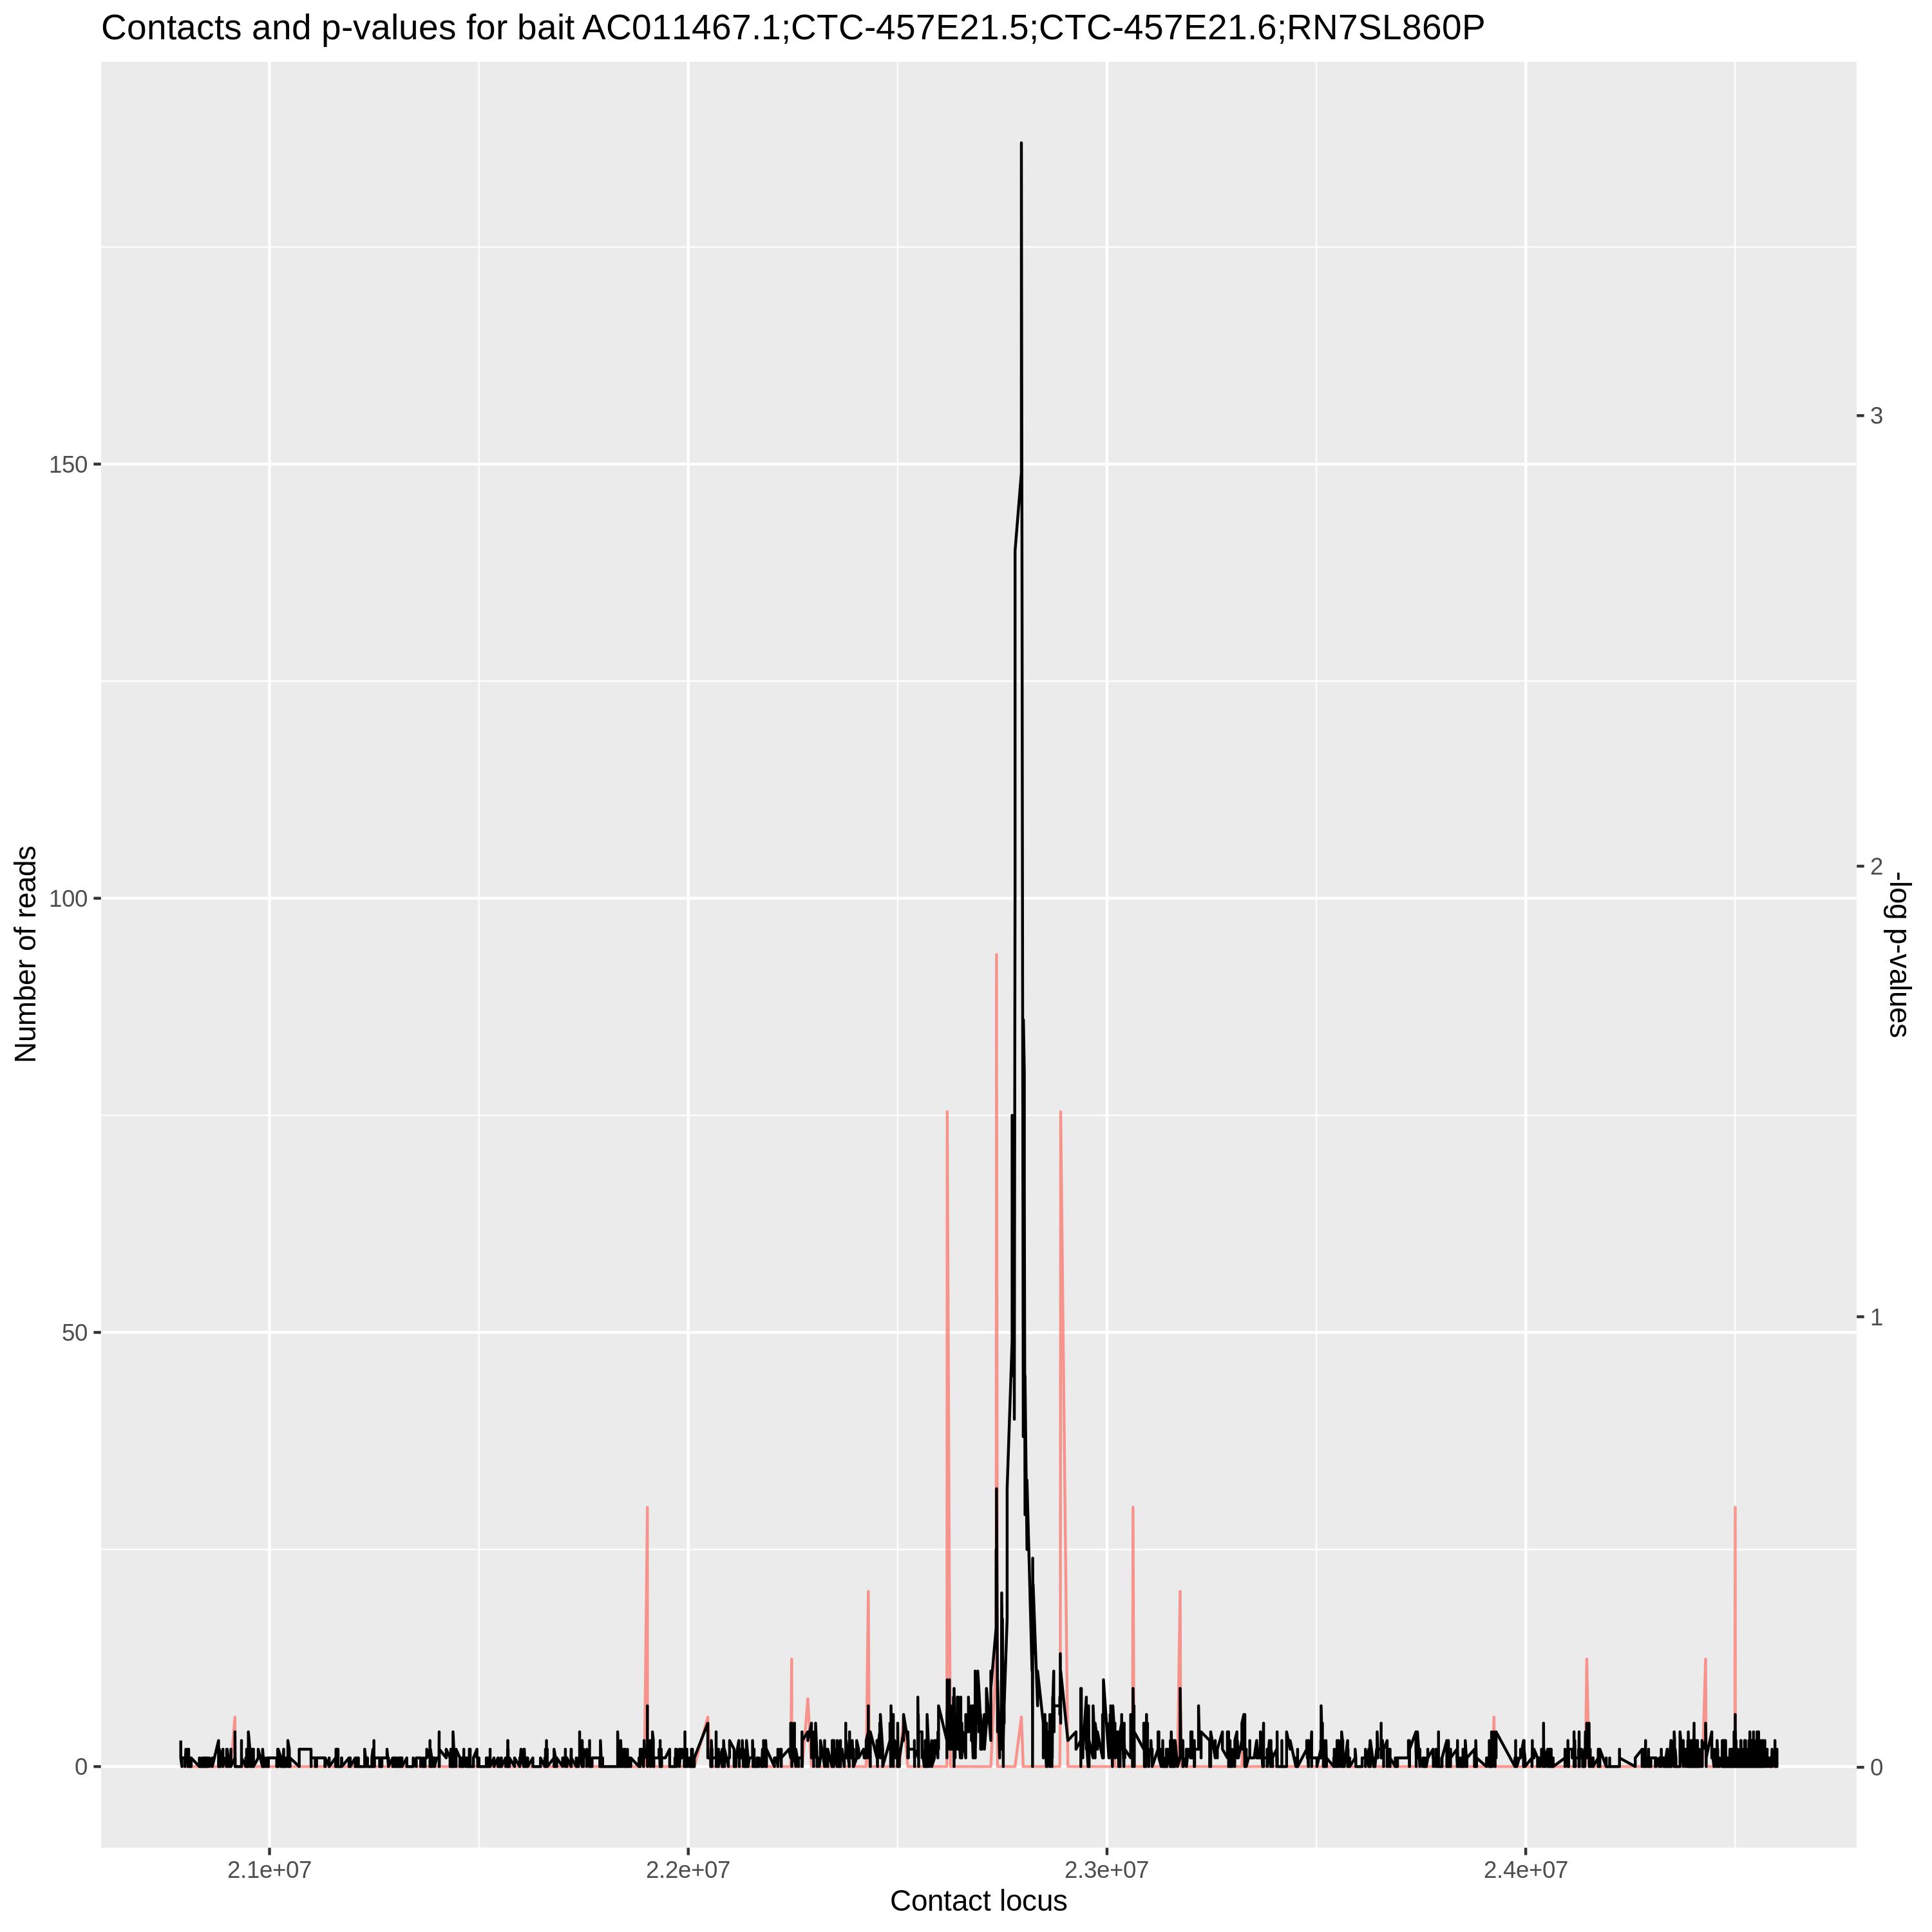 Contacts and p-values for bait AC011467.1;CTC-457E21.5;CTC-457E21.6;RN7SL860P
Number of reads
150
100
50
0
3
2
1
0
-log p-values
2.1e+07 2.2e+07 2.3e+07 2.4e+07
Contact locus